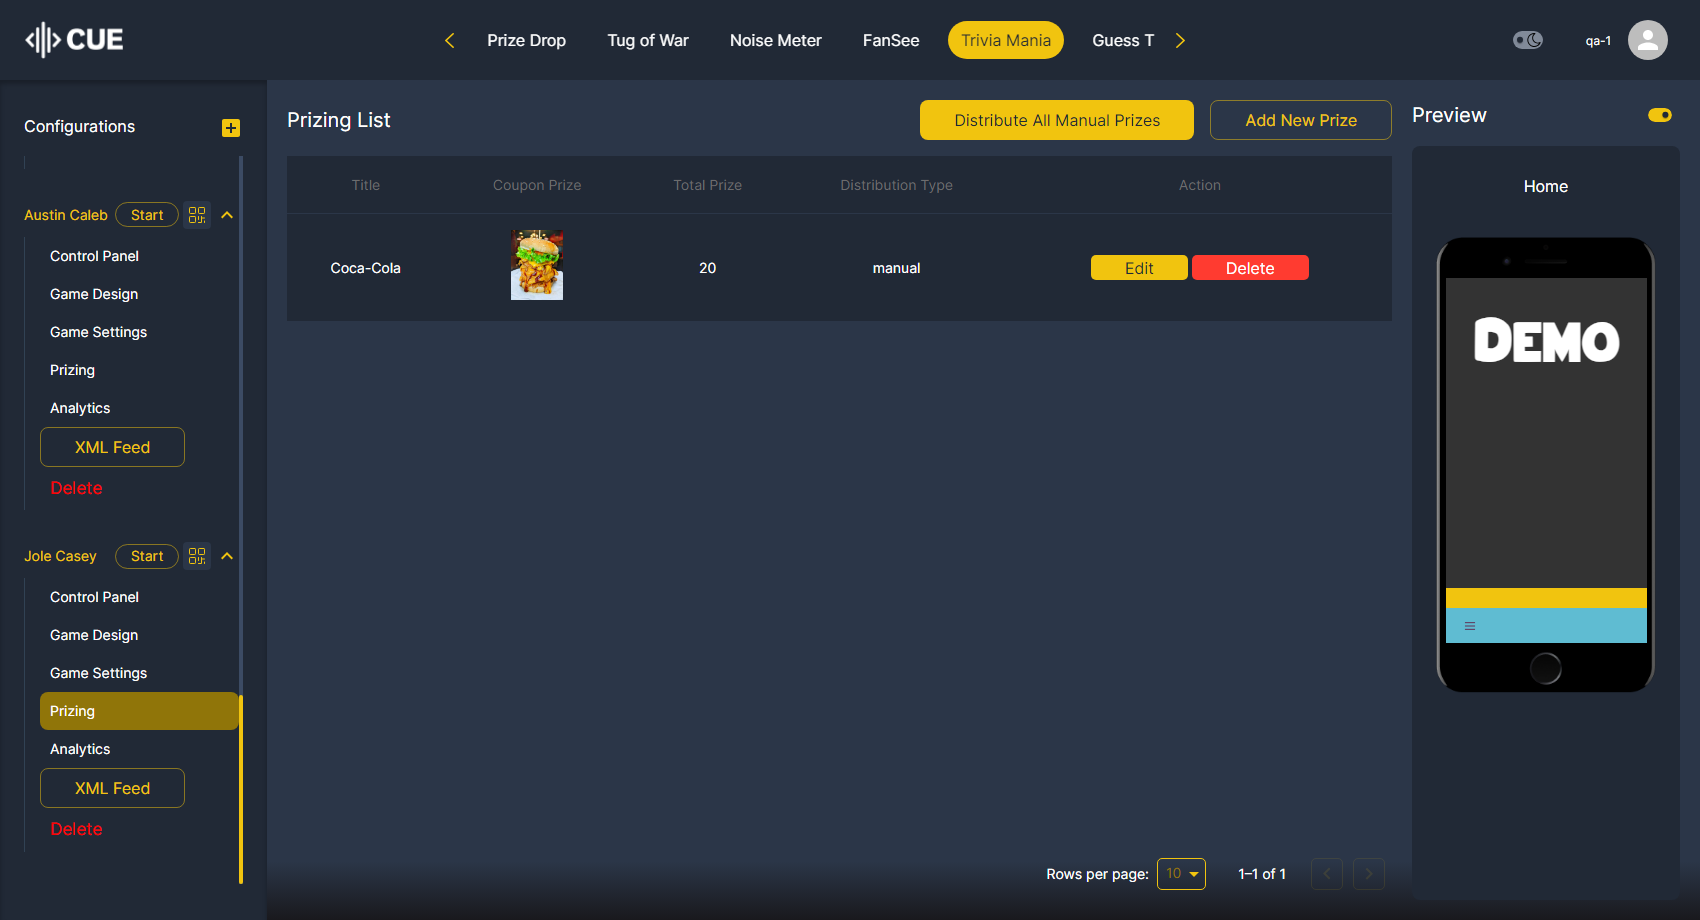 CUE
Prize Drop
Tug of War
Noise Meter
FanSee
Trivia Mania
Guess T
qa-1
Configurations
Austin Caleb
Start
Control Panel
Game Design
Game Settings
Prizing
Analytics
XML Feed
Delete
Jole Casey
Start
Control Panel
Game Design
Game Settings
Prizing
Analytics
XML Feed
Delete
Prizing List
Distribute All Manual Prizes
Add New Prize
Title
Coupon Prize
Total Prize
Distribution Type
Action
Coca-Cola
20
manual
Edit
Delete
Rows per page:
10
1–1 of 1
Preview
Home
DEMO